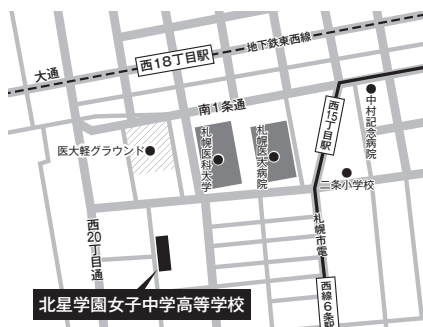 大通
西18丁目駅
地下鉄東西線
南1条通
西15丁目駅
中村記念病院
医大軽グラウンド
札幌医科大学
札幌医大病院
二条小学校
西20丁目通
札幌市電
西線6条駅
北星学園女子中学高等学校